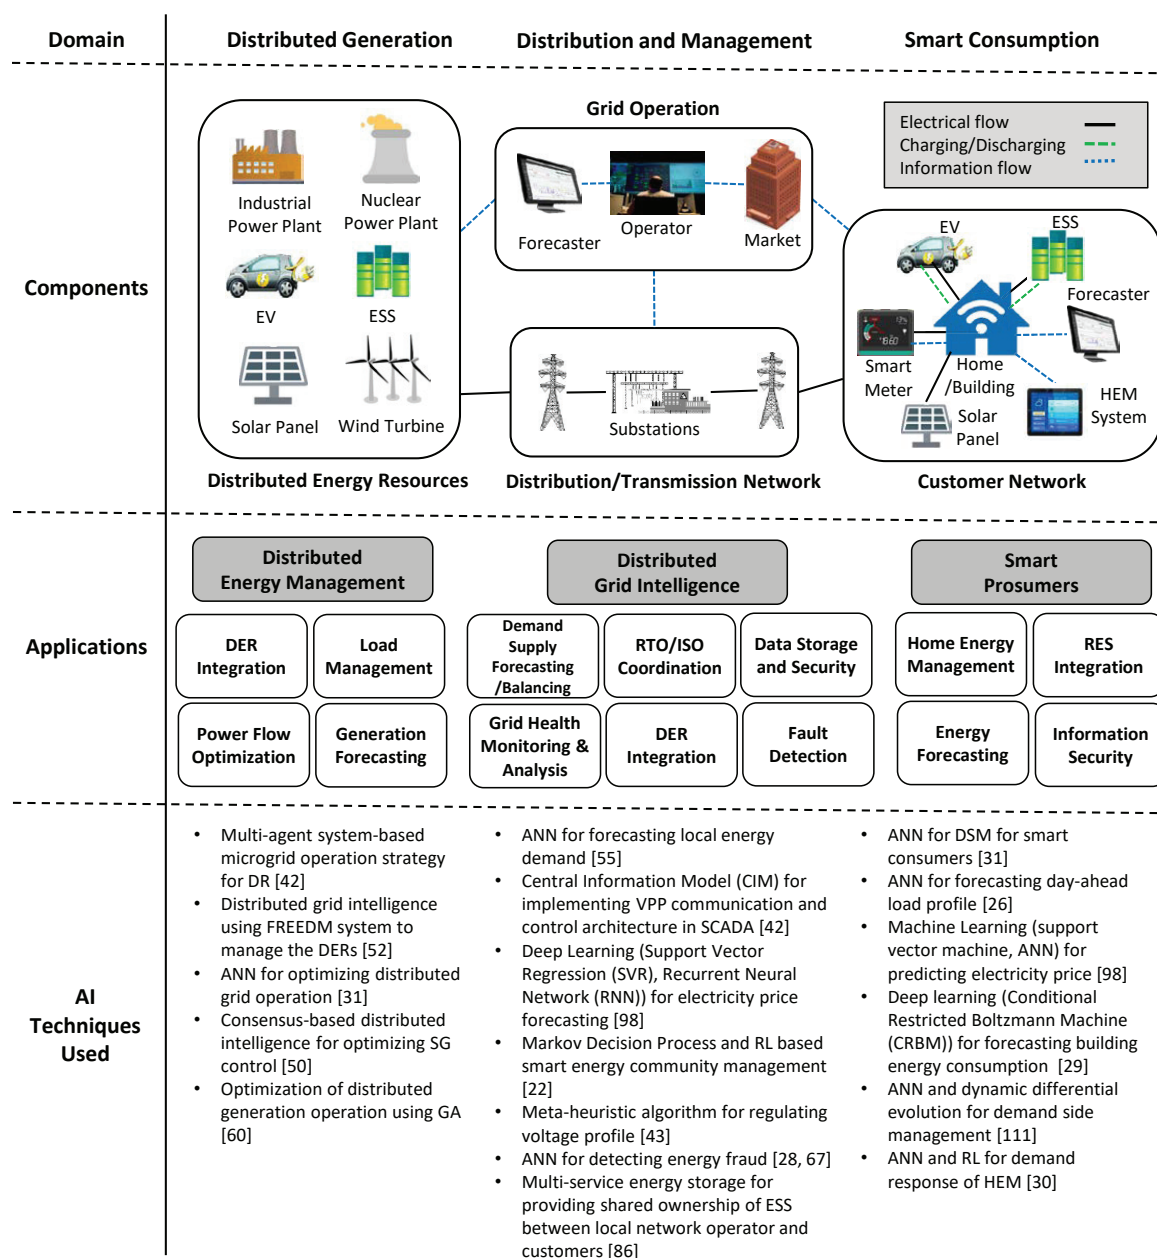 Domain
Distributed Generation
Distribution and Management
Smart Consumption
Components
Industrial
Power Plant
Nuclear
Power Plant
EV
ESS
Solar Panel
Wind Turbine
Distributed Energy Resources
Grid Operation
Forecaster
Operator
Market
Substations
Distribution/Transmission Network
Electrical flow
Charging/Discharging
Information flow
EV
ESS
Forecaster
Smart
Meter
Home
/Building
HEM
System
Solar
Panel
Customer Network
Applications
Distributed
Energy Management
DER
Integration
Load
Management
Power Flow
Optimization
Generation
Forecasting
Distributed
Grid Intelligence
Demand
Supply
Forecasting
/Balancing
RTO/ISO
Coordination
Data Storage
and Security
Grid Health
Monitoring &
Analysis
DER
Integration
Fault
Detection
Smart
Prosumers
Home Energy
Management
RES
Integration
Energy
Forecasting
Information
Security
AI
Techniques
Used
• Multi-agent system-based
microgrid operation strategy
for DR [42]
• Distributed grid intelligence
using FREEDM system to
manage the DERs [52]
• ANN for optimizing distributed
grid operation [31]
• Consensus-based distributed
intelligence for optimizing SG
control [50]
• Optimization of distributed
generation operation using GA
[60]
• ANN for forecasting local energy
demand [55]
• Central Information Model (CIM) for
implementing VPP communication and
control architecture in SCADA [42]
• Deep Learning (Support Vector
Regression (SVR), Recurrent Neural
Network (RNN)) for electricity price
forecasting [98]
• Markov Decision Process and RL based
smart energy community management
[22]
• Meta-heuristic algorithm for regulating
voltage profile [43]
• ANN for detecting energy fraud [28, 67]
• Multi-service energy storage for
providing shared ownership of ESS
between local network operator and
customers [86]
• ANN for DSM for smart
consumers [31]
• ANN for forecasting day-ahead
load profile [26]
• Machine Learning (support
vector machine, ANN) for
predicting electricity price [98]
• Deep learning (Conditional
Restricted Boltzmann Machine
(CRBM)) for forecasting building
energy consumption [29]
• ANN and dynamic differential
evolution for demand side
management [111]
• ANN and RL for demand
response of HEM [30]